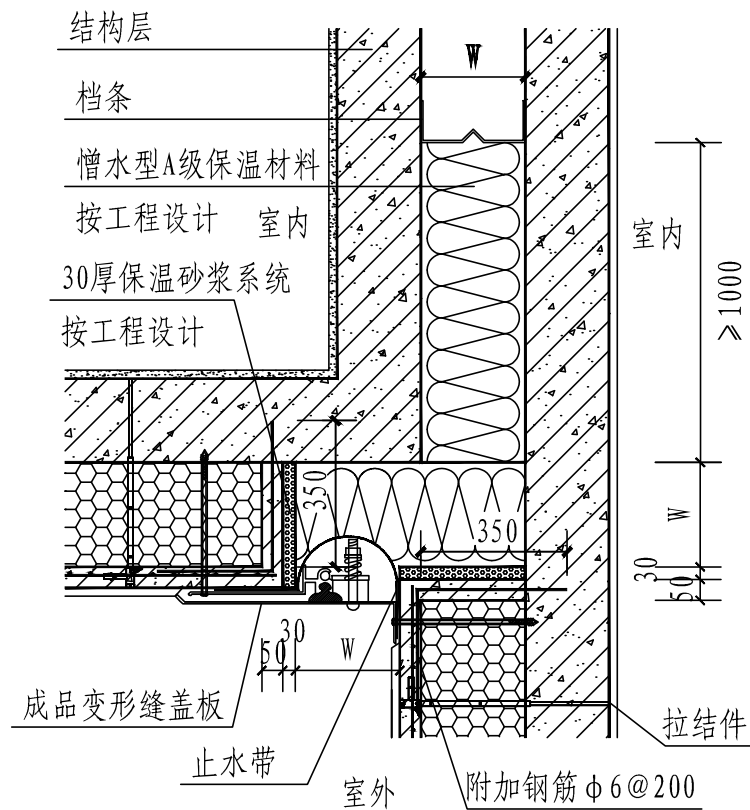 结构层
W
档条
憎水型A级保温材料
按工程设计
室内
室内
30厚保温砂浆系统
按工程设计
≥1000
350
350
W
30
50
50
30
W
成品变形缝盖板
止水带
室外
拉结件
附加钢筋φ6@200